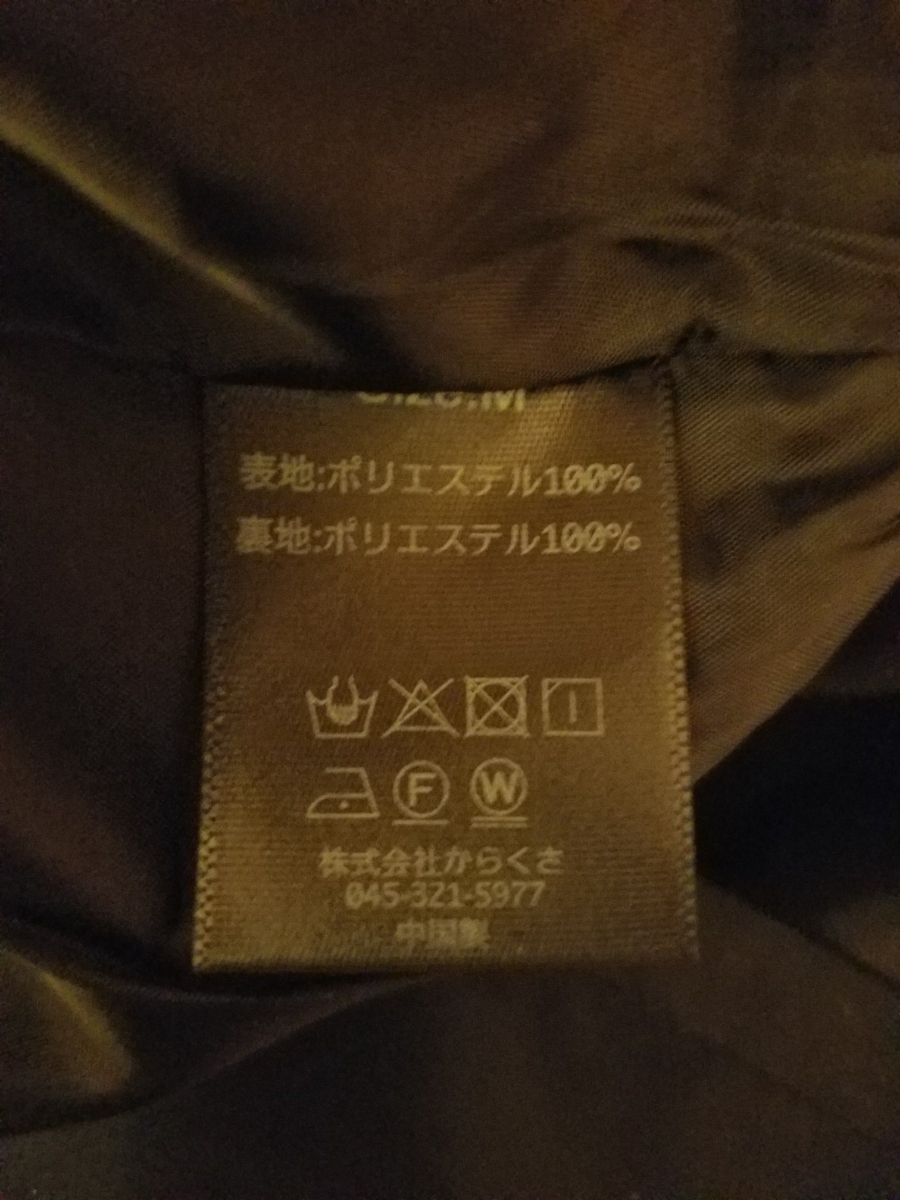 Size:M
表地:ポリエステル100%
裏地:ポリエステル100%
F W
株式会社からくさ
045-321-5977
中国製